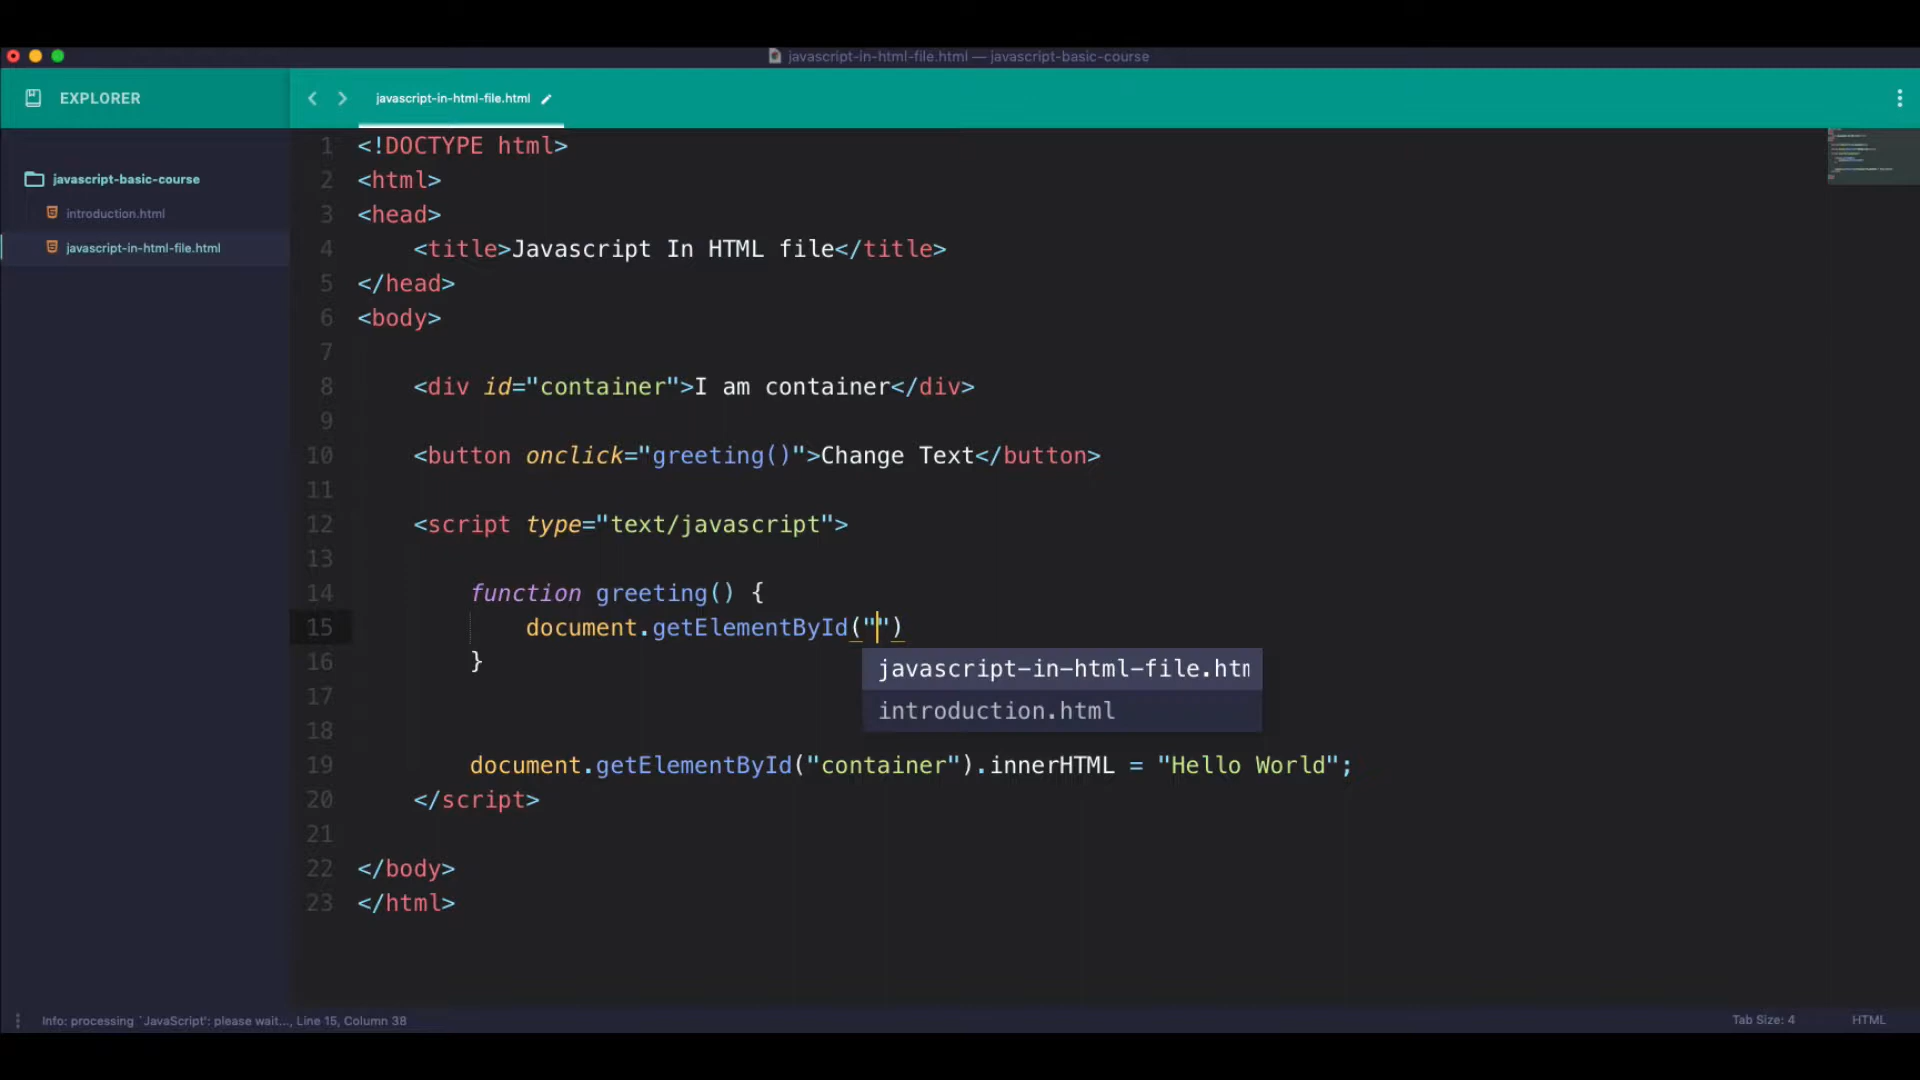 javascript-in-html-file.html — javascript-basic-course
EXPLORER
javascript-in-html-file.html
javascript-basic-course
introduction.html
javascript-in-html-file.html
1 <!DOCTYPE html>
2 <html>
3 <head>
4 <title>Javascript In HTML file</title>
5 </head>
6 <body>
7
8 <div id="container">I am container</div>
9
10 <button onclick="greeting()">Change Text</button>
11
12 <script type="text/javascript">
13
14 function greeting() {
15 document.getElementById("")
16 }
javascript-in-html-file.htm
introduction.html
17
18
19 document.getElementById("container").innerHTML = "Hello World";
20 </script>
21
22 </body>
23 </html>
Info: processing `JavaScript': please wait..., Line 15, Column 38
Tab Size: 4
HTML